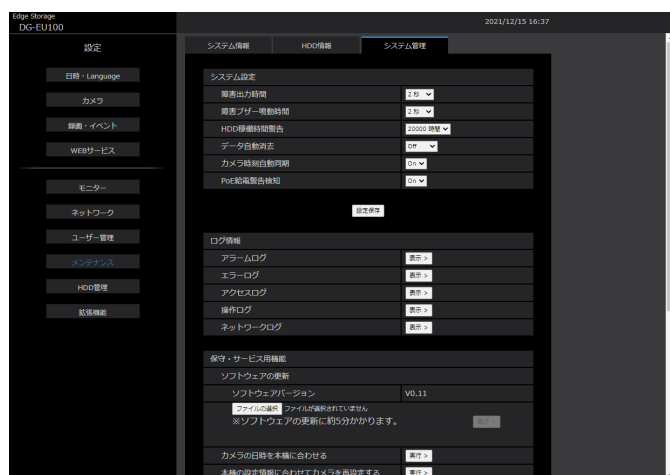 Edge Storage
DG-EU100
2021/12/15 16:37
設定
日時・Language
カメラ
録画・イベント
WEBサービス
モニター
ネットワーク
ユーザー管理
メンテナンス
HDD管理
拡張機能
システム情報 HDD情報 システム管理
システム設定
障害出力時間 2 秒
障害ブザー鳴動時間 2 秒
HDD稼働時間警告 20000 時間
データ自動消去 Off
カメラ時刻自動同期 On
PoE給電警告検知 On
設定保存
ログ情報
アラームログ 表示 >
エラーログ 表示 >
アクセスログ 表示 >
操作ログ 表示 >
ネットワークログ 表示 >
保守・サービス用機能
ソフトウェアの更新
ソフトウェアバージョン V0.11
ファイルの選択 ファイルが選択されていません
※ソフトウェアの更新に約5分かかります。 実行 >
カメラの日時を本機に合わせる 実行 >
本機の設定情報に合わせてカメラを再設定する 実行 >